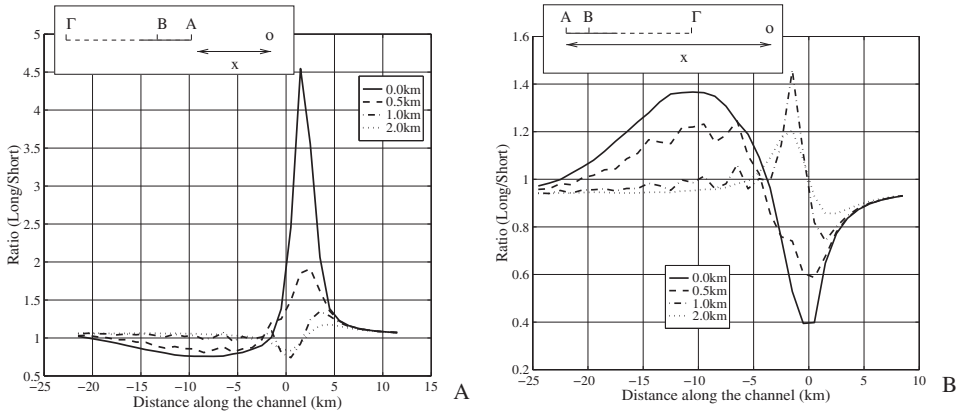 Γ B A
o
x
5
4.5
4
3.5
3
2.5
2
1.5
1
0.5
Ratio (Long/Short)
0.0km
0.5km
1.0km
2.0km
−25 −20 −15 −10 −5 0 5 10 15
Distance along the channel (km)
A
A B Γ
o
x
1.6
1.4
1.2
1
0.8
0.6
0.4
0.2
Ratio (Long/Short)
0.0km
0.5km
1.0km
2.0km
−25 −20 −15 −10 −5 0 5 10
Distance along the channel (km)
B